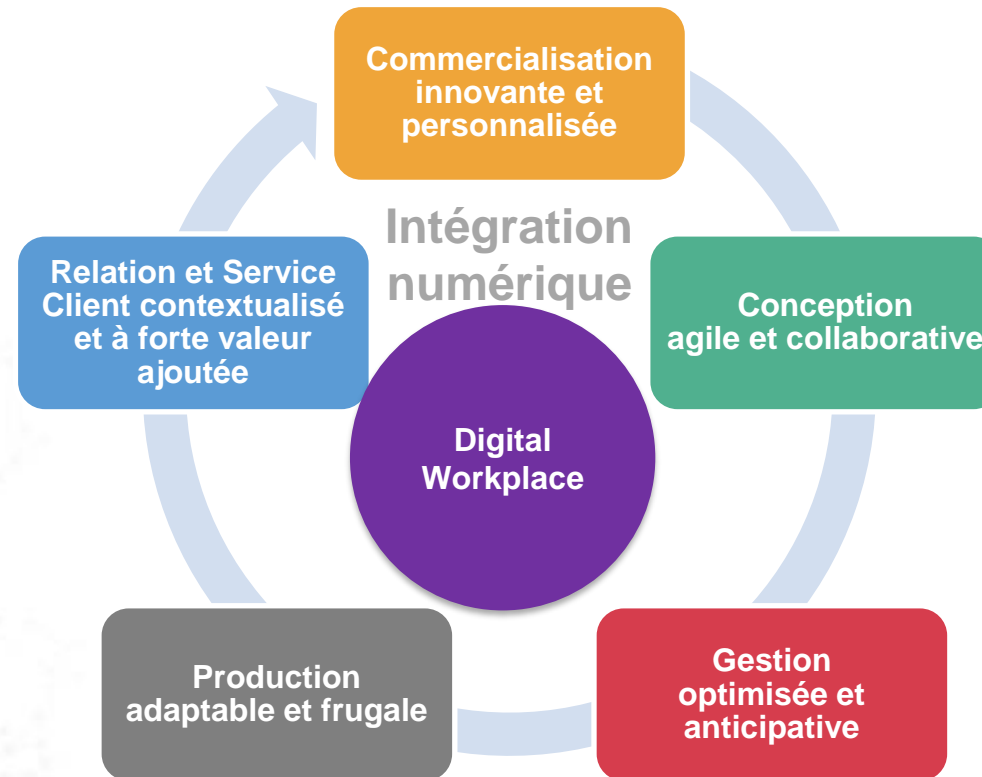 Commercialisation
innovante et
personnalisée
Intégration
numérique
Relation et Service
Client contextualisé
et à forte valeur
ajoutée
Conception
agile et collaborative
Digital
Workplace
Production
adaptable et frugale
Gestion
optimisée et
anticipative